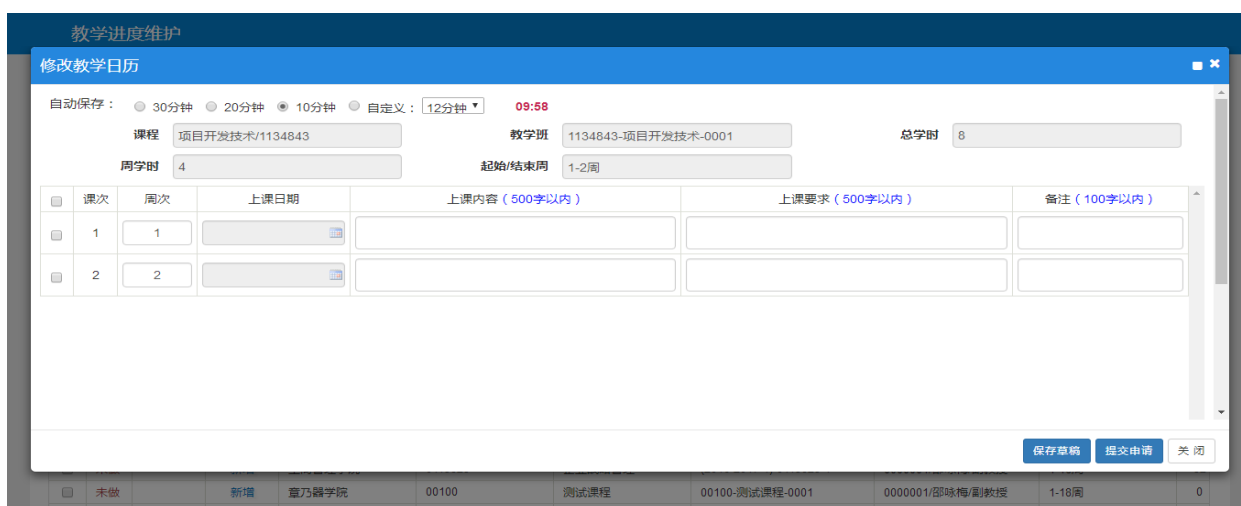 教学进度维护
修改教学日历
自动保存： 30分钟 20分钟 10分钟 自定义： 12分钟 09:58
课程 项目开发技术/1134843 教学班 1134843-项目开发技术-0001 总学时 8
周学时 4 起始/结束周 1-2周
课次 周次 上课日期 上课内容（500字以内） 上课要求（500字以内） 备注（100字以内）
1 1
2 2
保存草稿 提交申请 关 闭
未做 新增 章乃器学院 00100 测试课程 00100-测试课程-0001 0000001/邵咏梅/副教授 1-18周 0